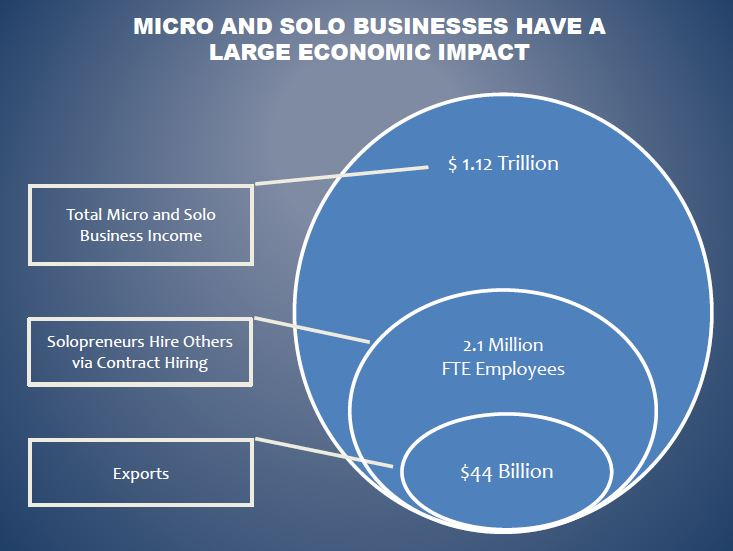 MICRO AND SOLO BUSINESSES HAVE A
LARGE ECONOMIC IMPACT
$ 1.12 Trillion
Total Micro and Solo
Business Income
Solopreneurs Hire Others
via Contract Hiring
2.1 Million
FTE Employees
Exports
$44 Billion